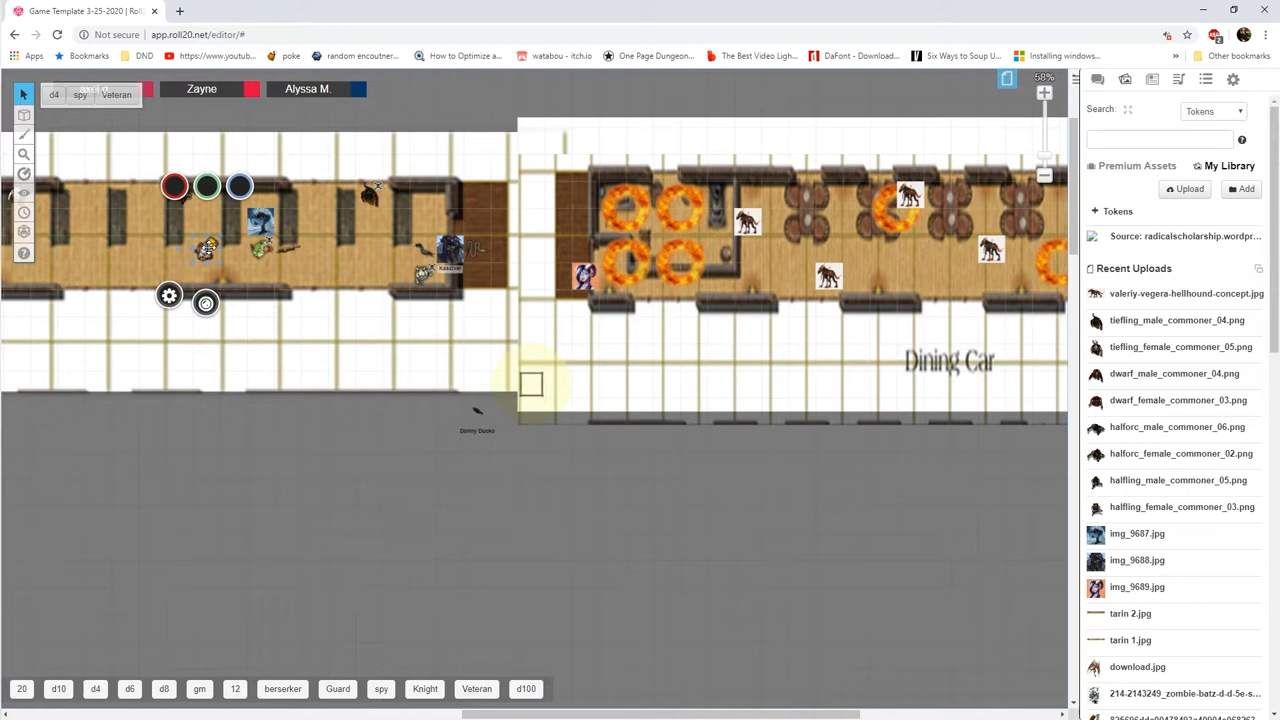 Game Template 3-25-2020 | Rol
Not secure | app.roll20.net/editor/#
Apps Bookmarks DND https://www.youtube... poke random encoutner... How to Optimize a... watabou - itch.io One Page Dungeon... The Best Video Ligh... DaFont - Download... Six Ways to Soup U... Installing windows... » Other bookmarks
2
d4 spy Veteran Zayne Alyssa M. 58%
Search: Tokens
Premium Assets My Library
Upload + Add
+ Tokens
Source: radicalscholarship.wordpr...
Recent Uploads
valeriy-vegera-hellhound-concept.jpg
tiefling_male_commoner_04.png
tiefling_female_commoner_05.png
dwarf_male_commoner_04.png
dwarf_female_commoner_03.png
halforc_male_commoner_06.png
halforc_female_commoner_02.png
halfling_male_commoner_05.png
halfling_female_commoner_03.png
img_9687.jpg
img_9688.jpg
img_9689.jpg
tarin 2.jpg
tarin 1.jpg
download.jpg
214-2143249_zombie-batz-d-d-5e-s...
Dining Car
Donny Ducko
20 d10 d4 d6 d8 gm 12 berserker Guard spy Knight Veteran d100